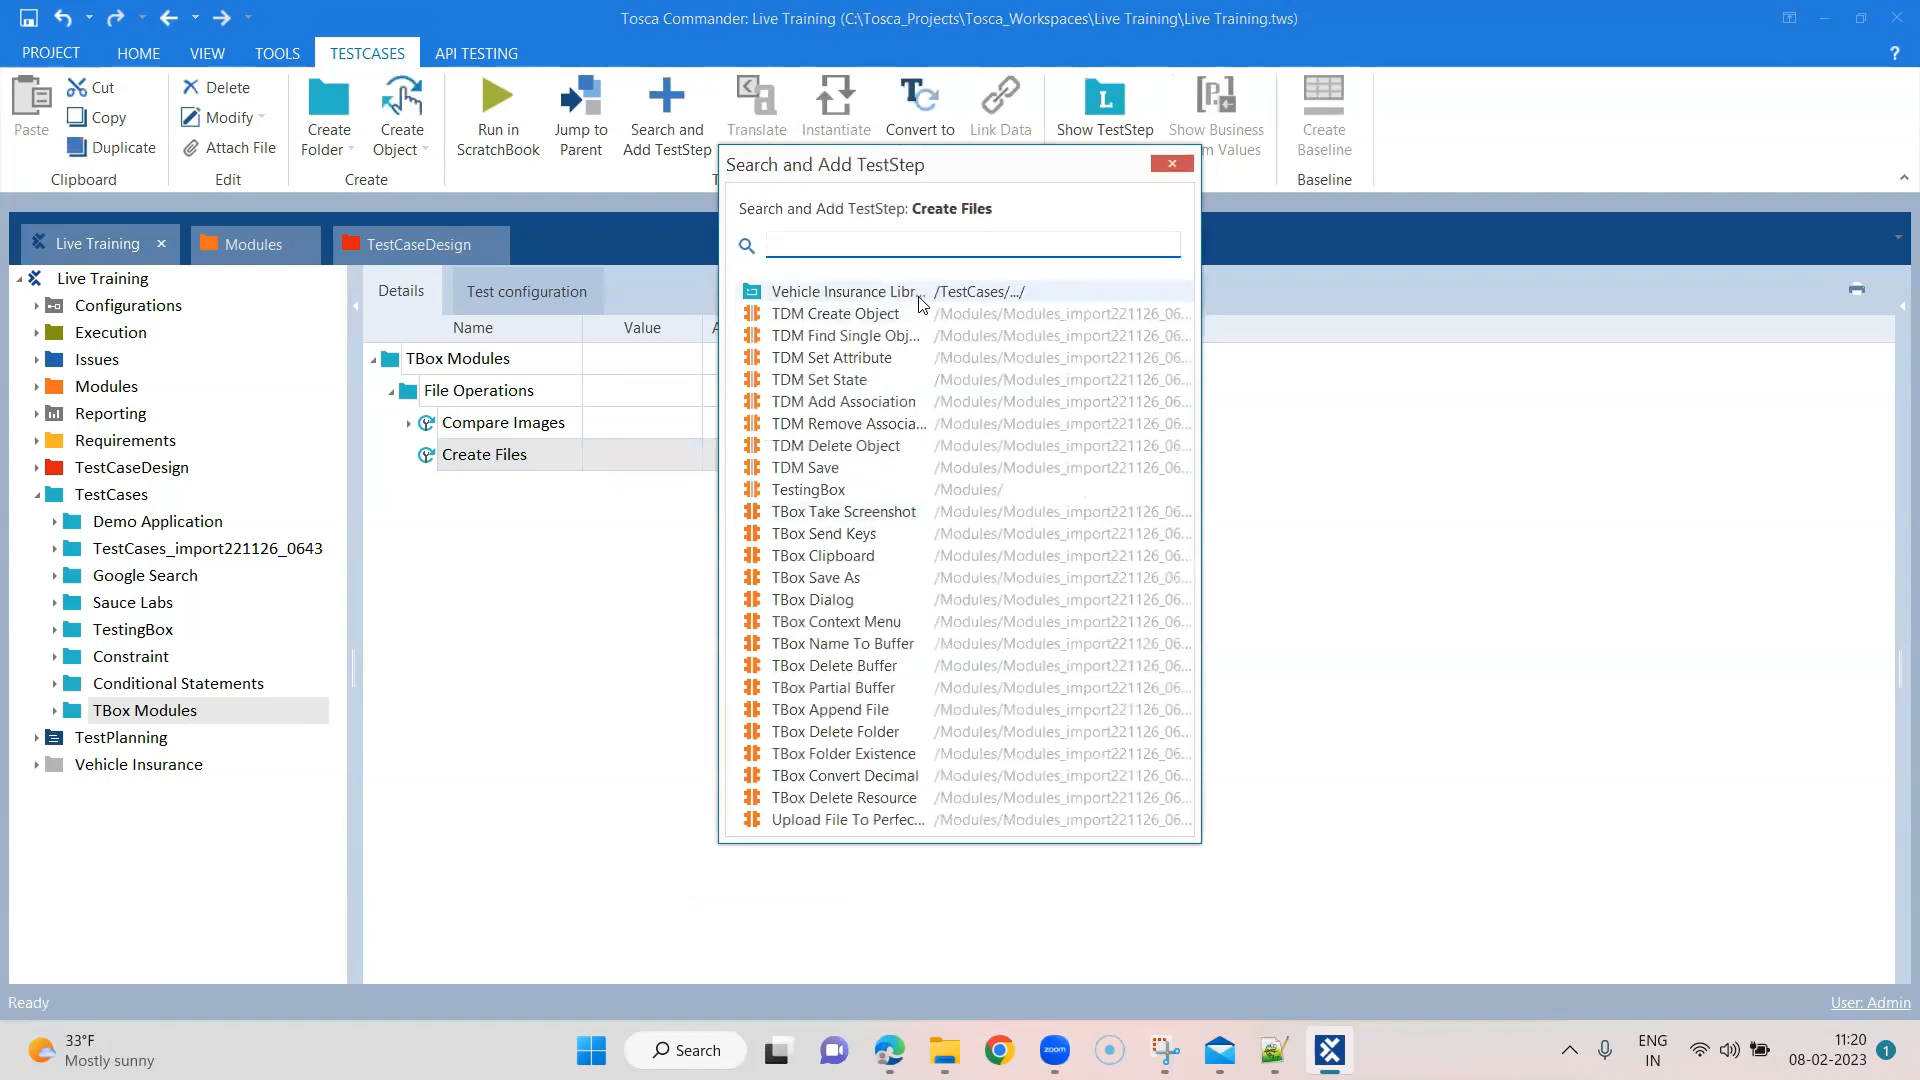 Tosca Commander: Live Training (C:\Tosca_Projects\Tosca_Workspaces\Live Training\Live Training.tws)
PROJECT HOME VIEW TOOLS TESTCASES API TESTING ?
Paste
Cut
Copy
Duplicate
Clipboard
Delete
Modify
Attach File
Edit
Create Folder
Create Object
Create
Run in ScratchBook
Jump to Parent
Search and Add TestStep
Translate
Instantiate
Convert to
Link Data
Show TestStep
Show Business
Values
Create Baseline
Baseline
Live Training
Modules
TestCaseDesign
Live Training
Configurations
Execution
Issues
Modules
Reporting
Requirements
TestCaseDesign
TestCases
Demo Application
TestCases_import221126_0643
Google Search
Sauce Labs
TestingBox
Constraint
Conditional Statements
TBox Modules
TestPlanning
Vehicle Insurance
Details Test configuration
Name Value
TBox Modules
File Operations
Compare Images
Create Files
Search and Add TestStep
Search and Add TestStep: Create Files
Vehicle Insurance Libr... /TestCases/.../
TDM Create Object /Modules/Modules_import221126_06...
TDM Find Single Obj... /Modules/Modules_import221126_06...
TDM Set Attribute /Modules/Modules_import221126_06...
TDM Set State /Modules/Modules_import221126_06...
TDM Add Association /Modules/Modules_import221126_06...
TDM Remove Associa... /Modules/Modules_import221126_06...
TDM Delete Object /Modules/Modules_import221126_06...
TDM Save /Modules/Modules_import221126_06...
TestingBox /Modules/
TBox Take Screenshot /Modules/Modules_import221126_06...
TBox Send Keys /Modules/Modules_import221126_06...
TBox Clipboard /Modules/Modules_import221126_06...
TBox Save As /Modules/Modules_import221126_06...
TBox Dialog /Modules/Modules_import221126_06...
TBox Context Menu /Modules/Modules_import221126_06...
TBox Name To Buffer /Modules/Modules_import221126_06...
TBox Delete Buffer /Modules/Modules_import221126_06...
TBox Partial Buffer /Modules/Modules_import221126_06...
TBox Append File /Modules/Modules_import221126_06...
TBox Delete Folder /Modules/Modules_import221126_06...
TBox Folder Existence /Modules/Modules_import221126_06...
TBox Convert Decimal /Modules/Modules_import221126_06...
TBox Delete Resource /Modules/Modules_import221126_06...
Upload File To Perfec... /Modules/Modules_import221126_06...
Ready
User: Admin
33°F
Mostly sunny
Search
zoom
ENG
IN
11:20
08-02-2023
1